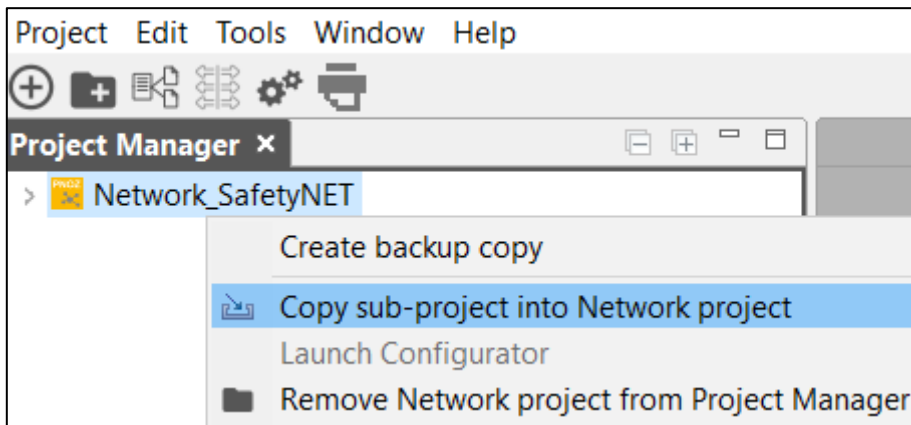 Project Edit Tools Window Help
Project Manager ×
PNOZ
Network_SafetyNET
Create backup copy
Copy sub-project into Network project
Launch Configurator
Remove Network project from Project Manager